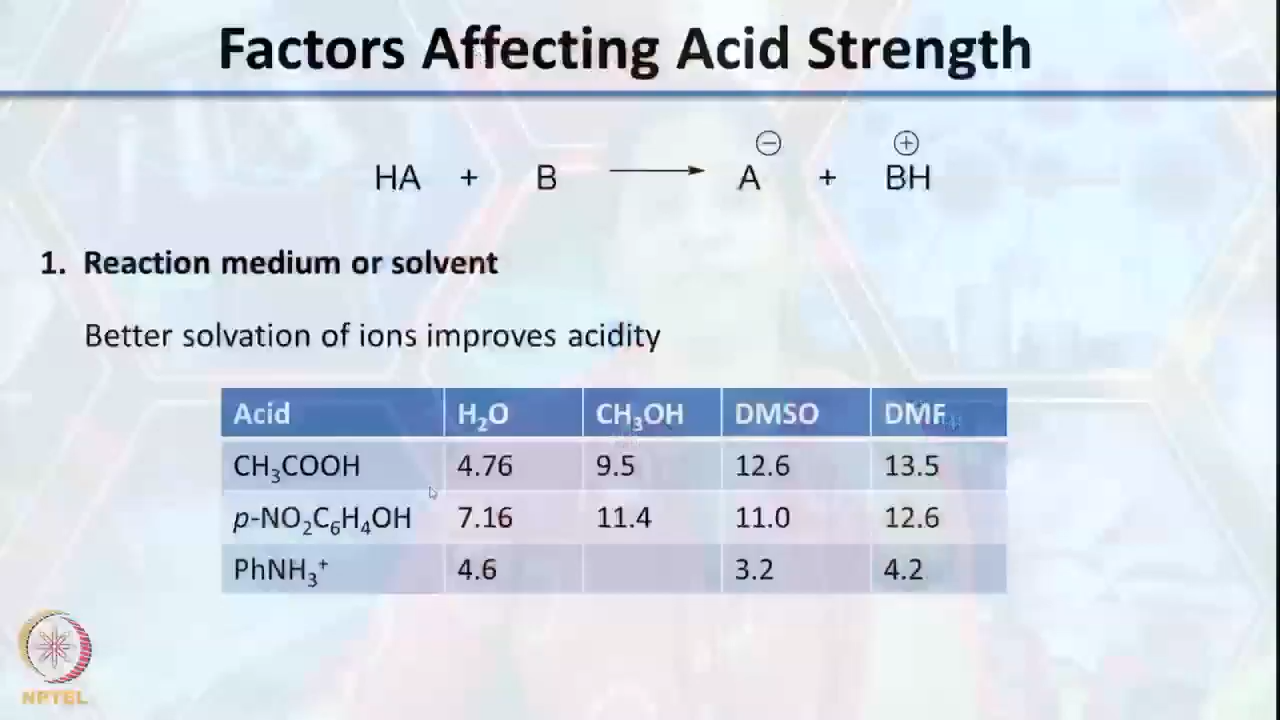 Factors Affecting Acid Strength
HA + B ⟶ A⊖ + BH⊕
1. Reaction medium or solvent
Better solvation of ions improves acidity
Acid H₂O CH₃OH DMSO DMF
CH₃COOH 4.76 9.5 12.6 13.5
p-NO₂C₆H₄OH 7.16 11.4 11.0 12.6
PhNH₃⁺ 4.6 3.2 4.2
NPTEL